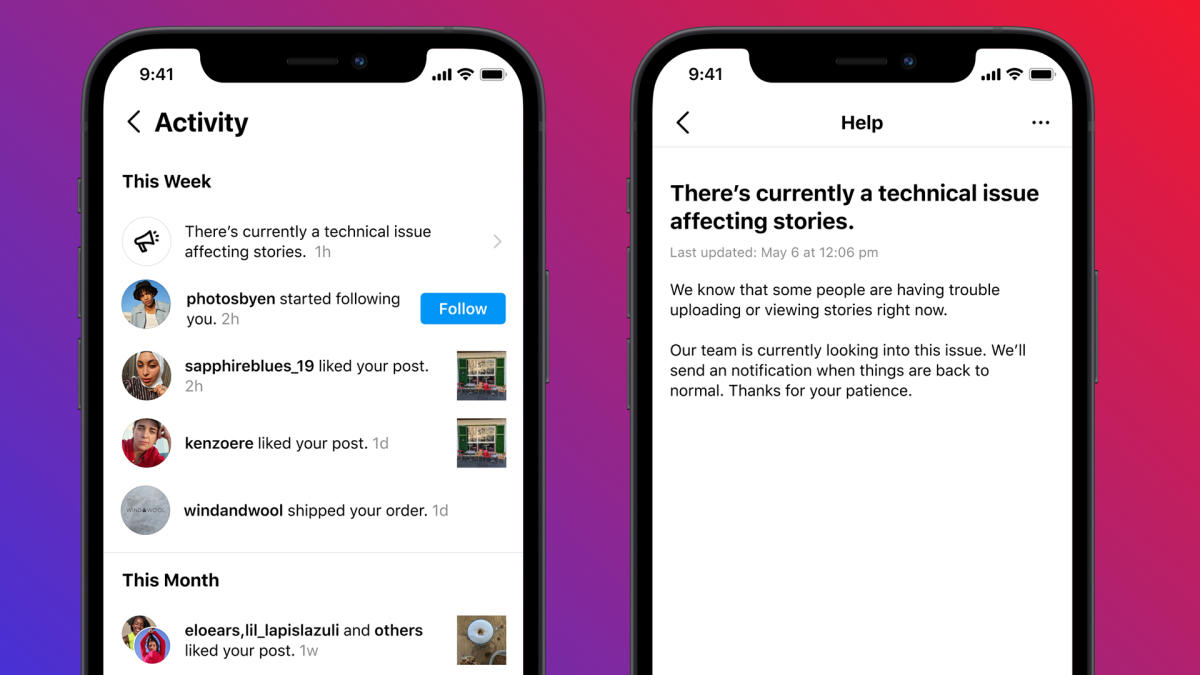 9:41
Activity
This Week
There's currently a technical issue
affecting stories. 1h
photosbyen started following
you. 2h
Follow
sapphireblues_19 liked your post.
2h
kenzoere liked your post. 1d
WIND&WOOL
windandwool shipped your order. 1d
This Month
eloears,lil_lapislazuli and others
liked your post. 1w
9:41
Help
There's currently a technical issue
affecting stories.
Last updated: May 6 at 12:06 pm
We know that some people are having trouble
uploading or viewing stories right now.
Our team is currently looking into this issue. We'll
send an notification when things are back to
normal. Thanks for your patience.